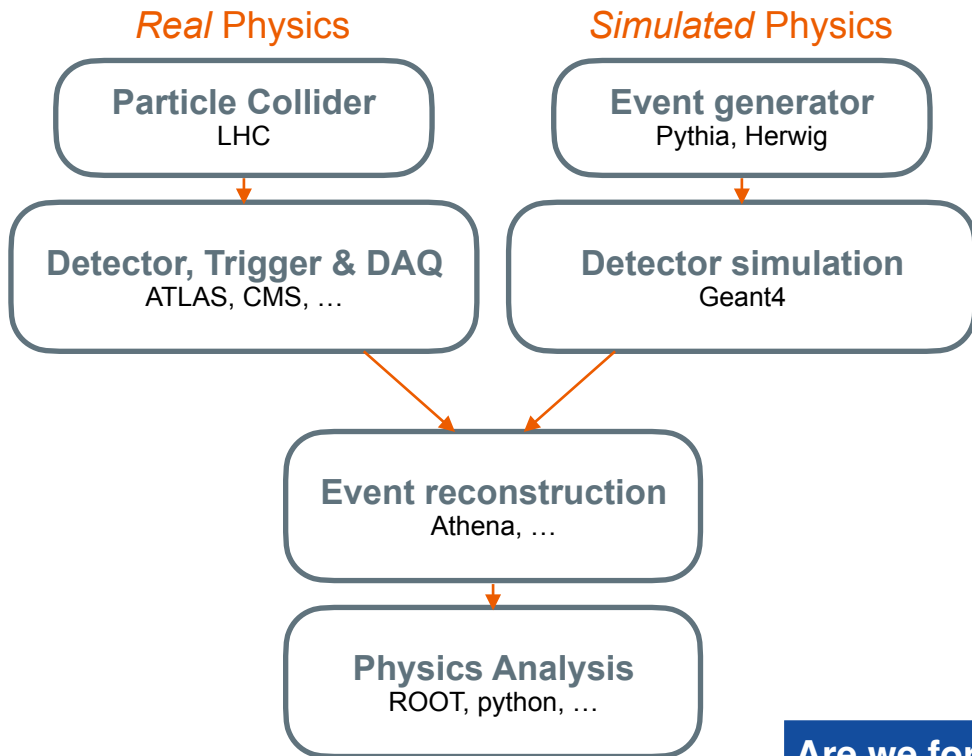 Real Physics
Simulated Physics
Particle Collider
LHC
Event generator
Pythia, Herwig
Detector, Trigger & DAQ
ATLAS, CMS, …
Detector simulation
Geant4
Event reconstruction
Athena, …
Physics Analysis
ROOT, python, …
Are we